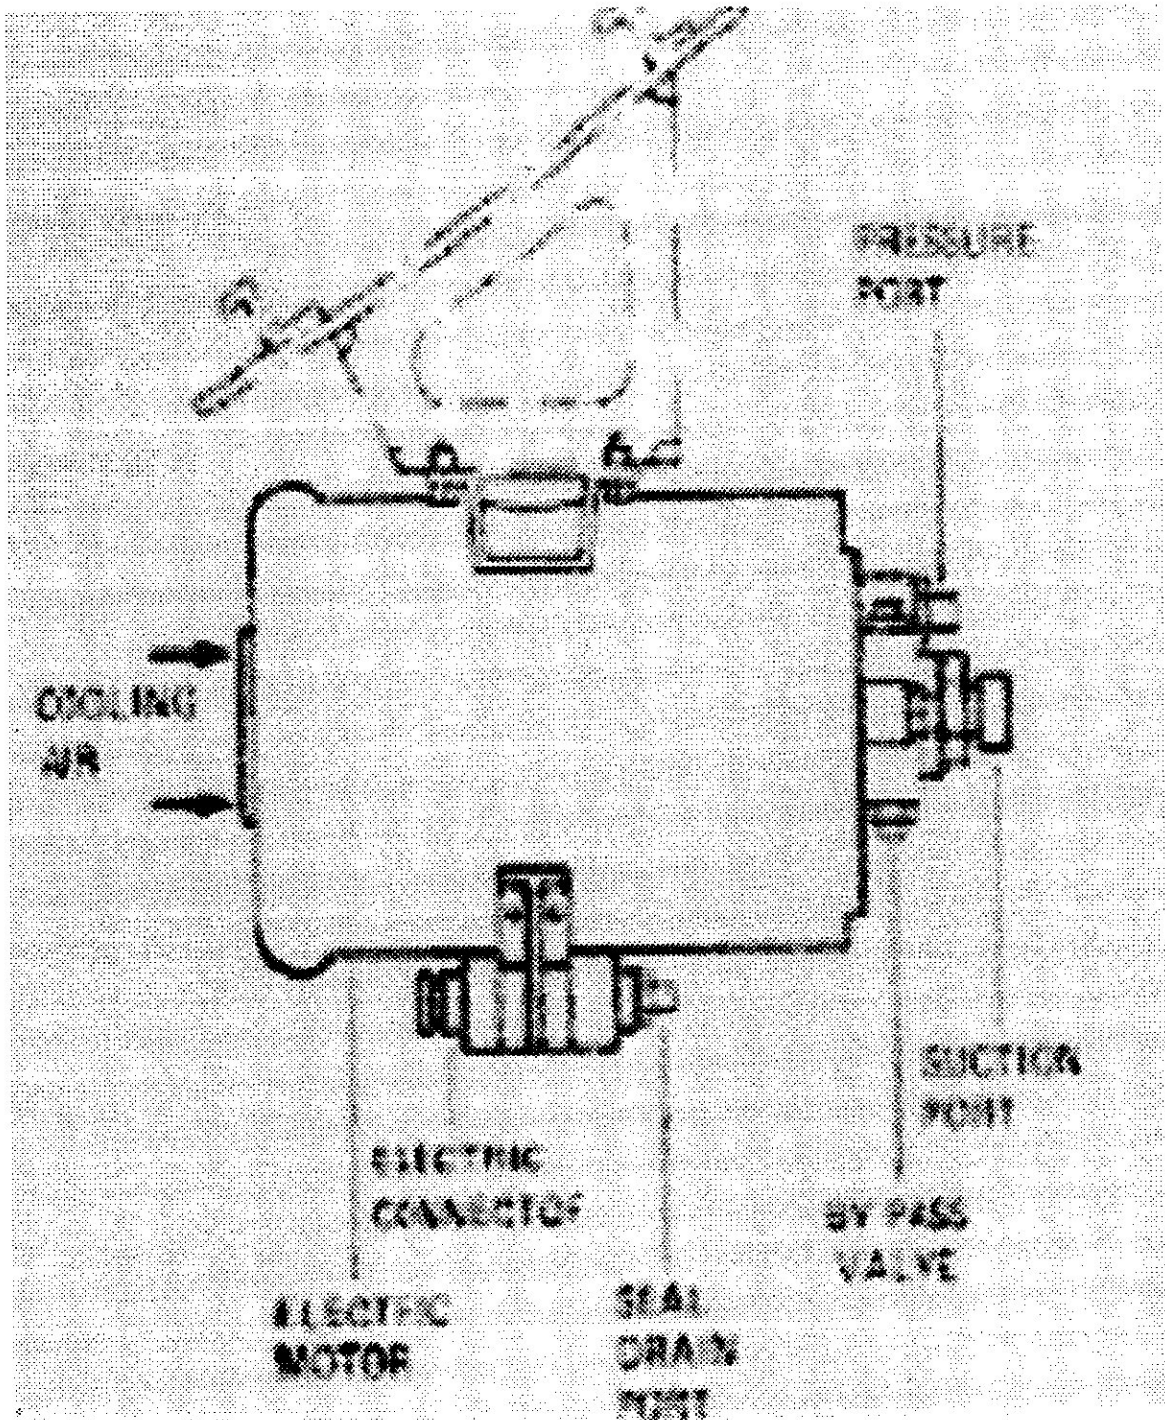 PRESSURE
PORT
COOLING
AIR
SUCTION
PORT
ELECTRIC
CONNECTOR
BY PASS
VALVE
ELECTRIC
MOTOR
SEAL
DRAIN
PORT